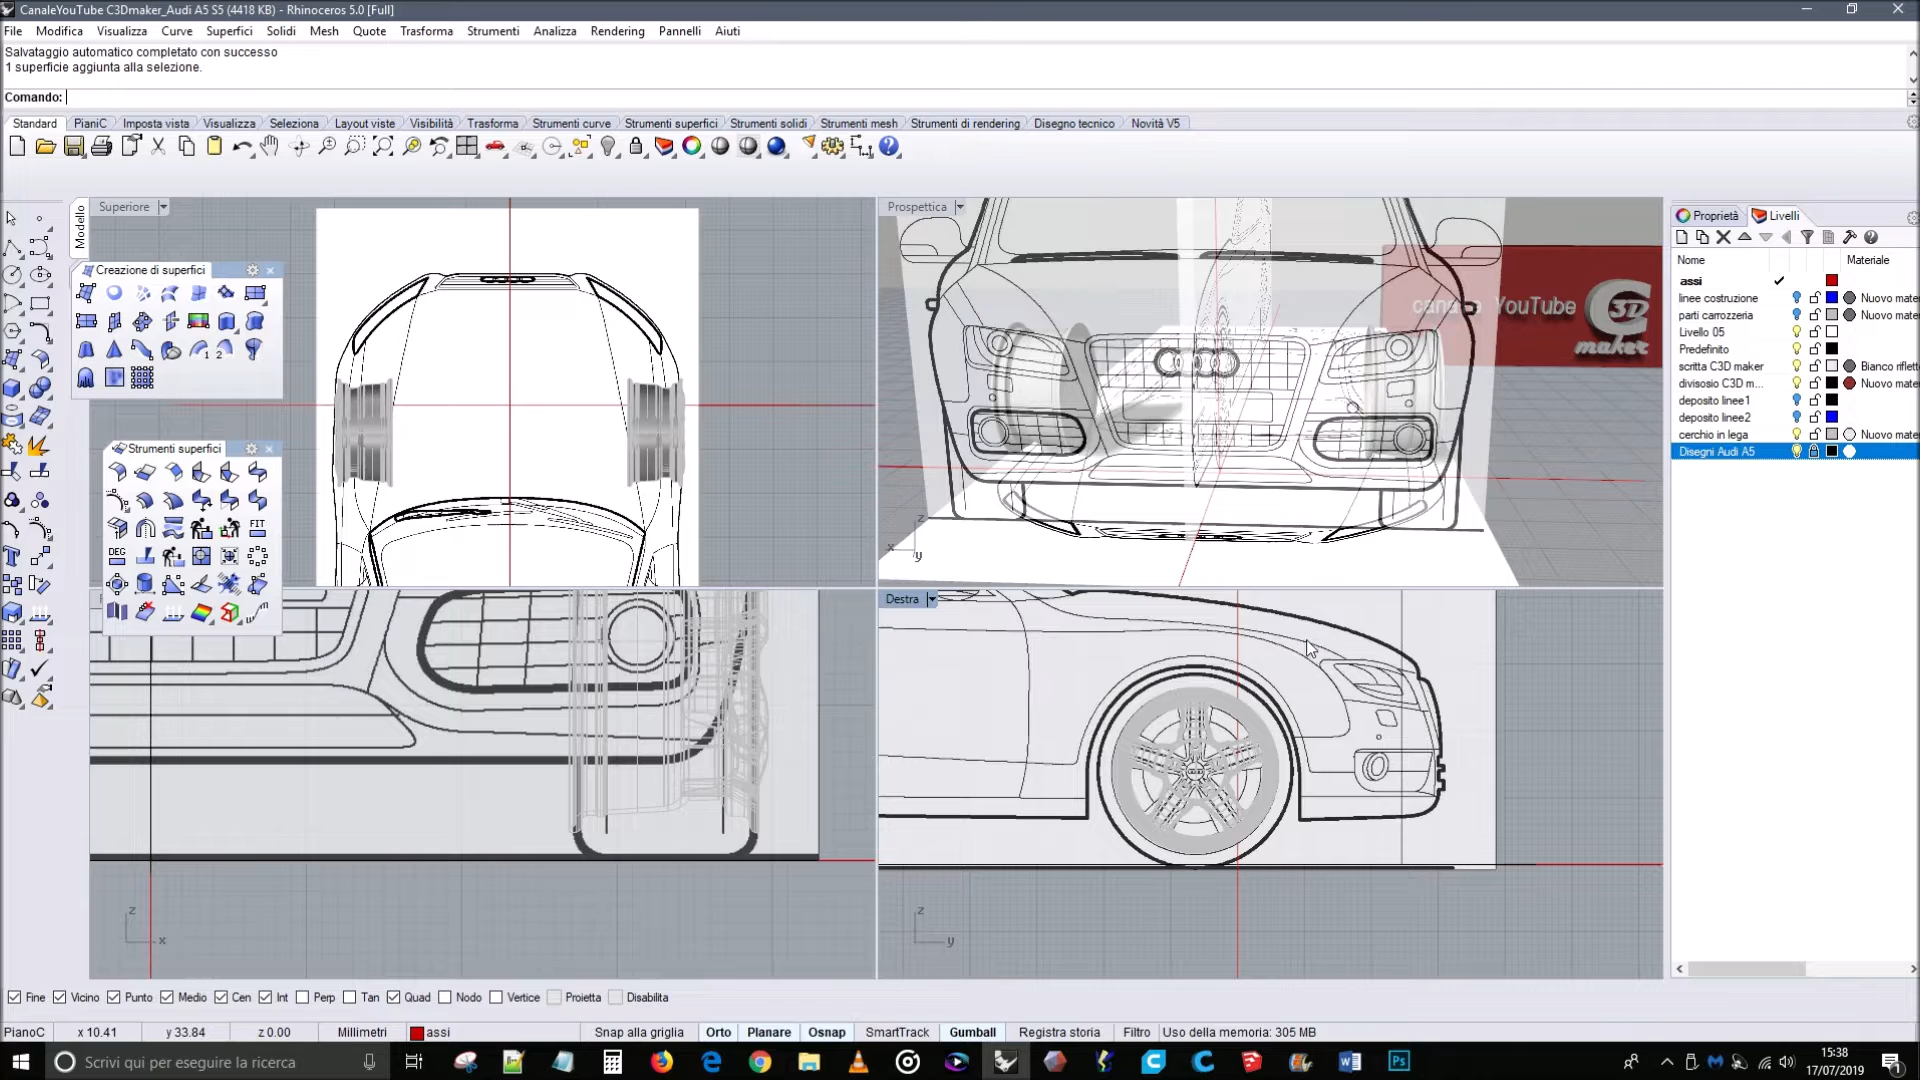 CanaleYouTube C3Dmaker_Audi A5 S5 (4418 KB) - Rhinoceros 5.0 [Full]
File Modifica Visualizza Curve Superfici Solidi Mesh Quote Trasforma Strumenti Analizza Rendering Pannelli Aiuti
Salvataggio automatico completato con successo
1 superficie aggiunta alla selezione.
Comando:
Standard PianiC Imposta vista Visualizza Seleziona Layout viste Visibilità Trasforma Strumenti curve Strumenti superfici Strumenti solidi Strumenti mesh Strumenti di rendering Disegno tecnico Novità V5
Modello
Superiore
Prospettica
Creazione di superfici
1 2
Strumenti superfici
FIT
DEG
z
x
canale YouTube
3D
maker
z
x
y
Destra
z
y
Proprietà Livelli
Nome Materiale
assi
linee costruzione Nuovo mate
parti carrozzeria Nuovo mate
Livello 05
Predefinito
scritta C3D maker Bianco riflett
divisosio C3D m... Nuovo mate
deposito linee1
deposito linee2
cerchio in lega Nuovo mate
Disegni Audi A5
Fine Vicino Punto Medio Cen Int Perp Tan Quad Nodo Vertice Proietta Disabilita
PianoC x 10.41 y 33.84 z 0.00 Millimetri assi Snap alla griglia Orto Planare Osnap SmartTrack Gumball Registra storia Filtro Uso della memoria: 305 MB
Scrivi qui per eseguire la ricerca
Ps
15:38
17/07/2019
1